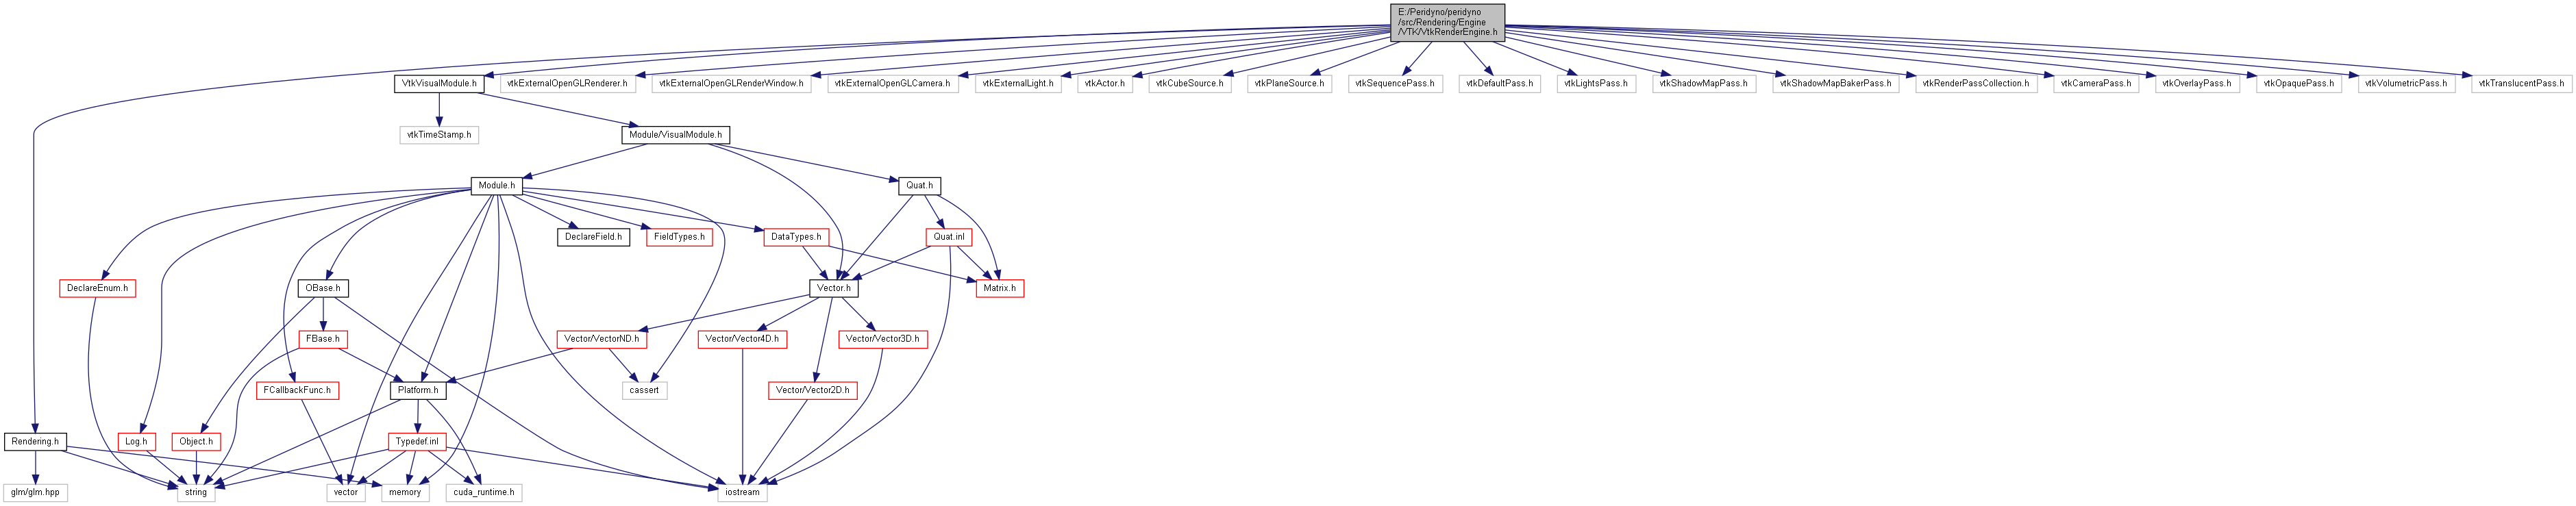 E:/Peridyno/peridyno
/src/Rendering/Engine
/VTK/VtkRenderEngine.h
VtkVisualModule.h
vtkExternalOpenGLRenderer.h
vtkExternalOpenGLRenderWindow.h
vtkExternalOpenGLCamera.h
vtkExternalLight.h
vtkActor.h
vtkCubeSource.h
vtkPlaneSource.h
vtkSequencePass.h
vtkDefaultPass.h
vtkLightsPass.h
vtkShadowMapPass.h
vtkShadowMapBakerPass.h
vtkRenderPassCollection.h
vtkCameraPass.h
vtkOverlayPass.h
vtkOpaquePass.h
vtkVolumetricPass.h
vtkTranslucentPass.h
vtkTimeStamp.h
Module/VisualModule.h
Module.h
Quat.h
DeclareField.h
FieldTypes.h
DataTypes.h
Quat.inl
DeclareEnum.h
OBase.h
Vector.h
Matrix.h
FBase.h
Vector/VectorND.h
Vector/Vector4D.h
Vector/Vector3D.h
FCallbackFunc.h
Platform.h
cassert
Vector/Vector2D.h
Rendering.h
Log.h
Object.h
Typedef.inl
glm/glm.hpp
string
vector
memory
cuda_runtime.h
iostream